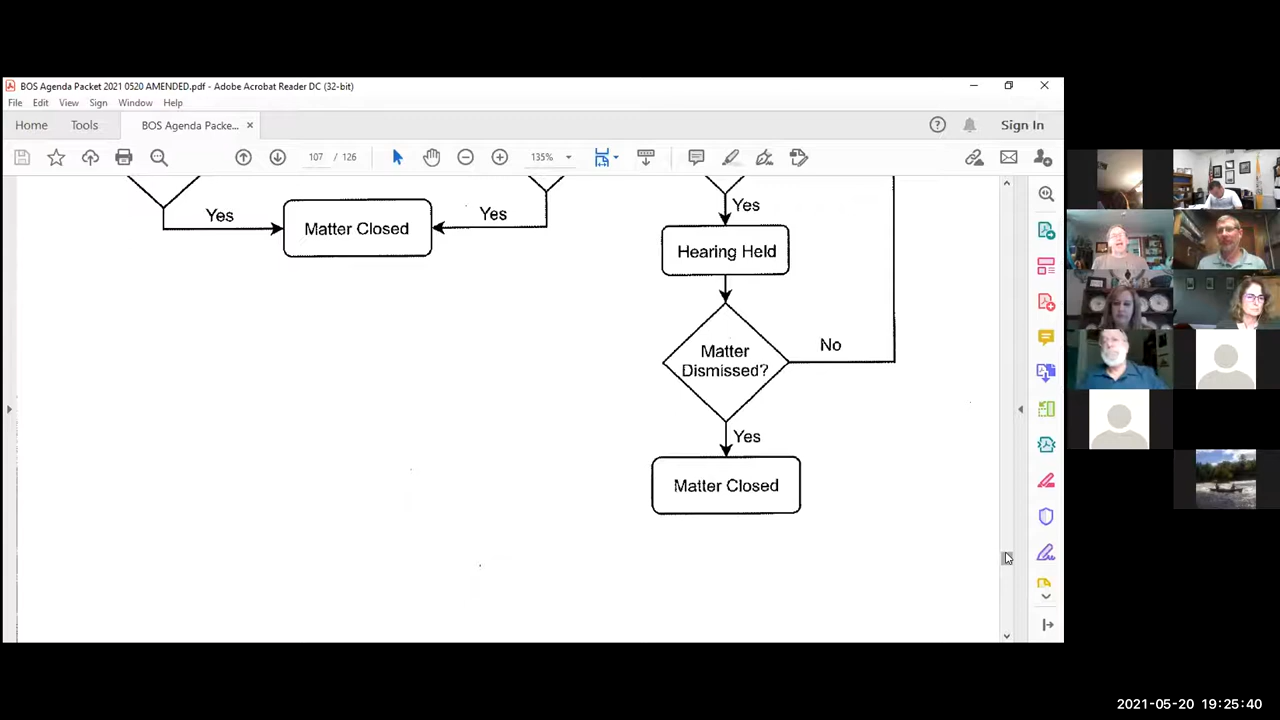 BOS Agenda Packet 2021 0520 AMENDED.pdf - Adobe Acrobat Reader DC (32-bit)
File Edit View Sign Window Help
Home Tools BOS Agenda Packe... × Sign In
107 / 126 135%
Yes
Matter Closed
Yes
Yes
Hearing Held
Matter
Dismissed?
No
Yes
Matter Closed
2021-05-20 19:25:40